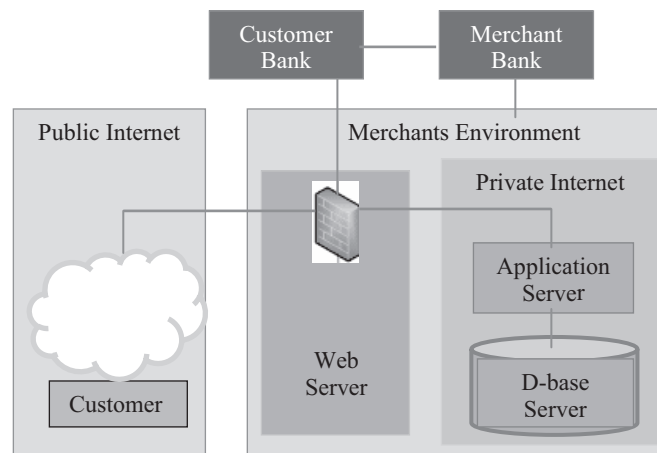 Customer
Bank
Merchant
Bank
Public Internet
Merchants Environment
Private Internet
Application
Server
Web
Server
D-base
Server
Customer